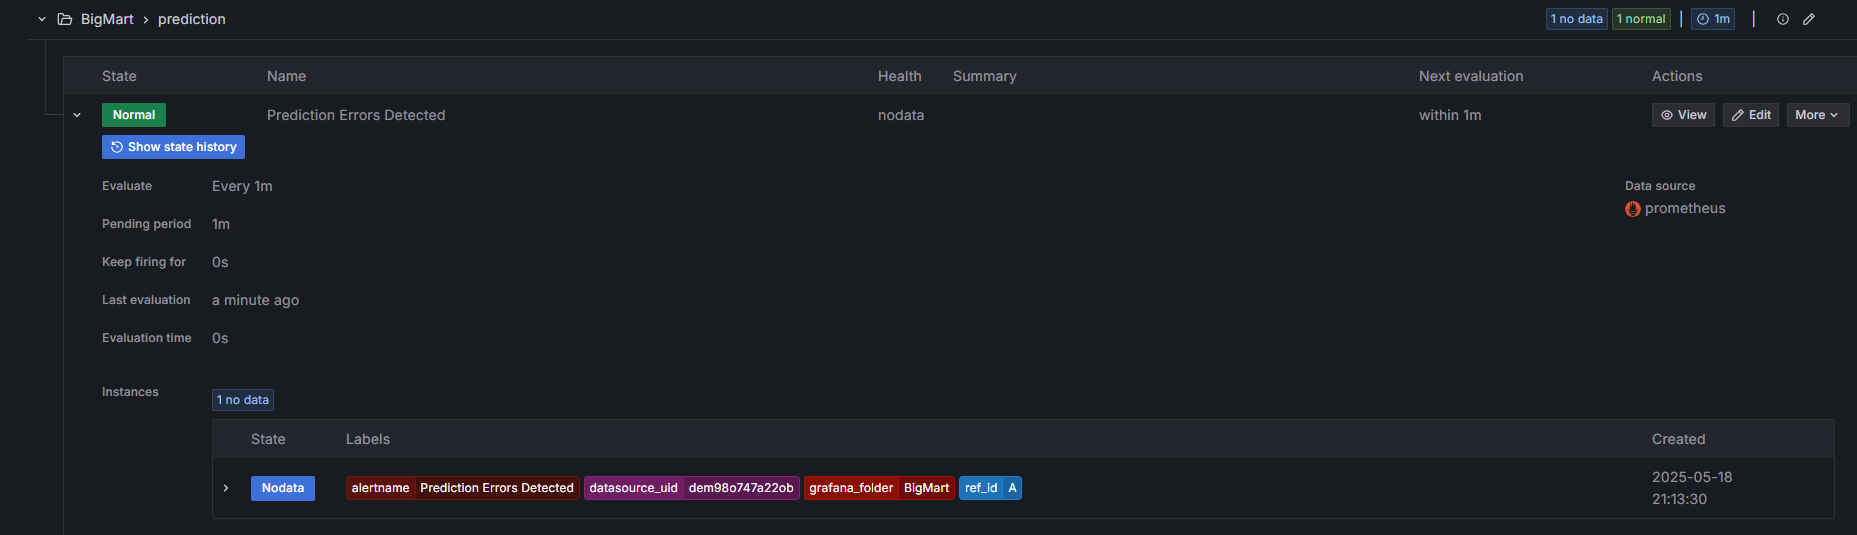 BigMart > prediction 1 no data 1 normal 1m
State Name Health Summary Next evaluation Actions
Normal Prediction Errors Detected nodata within 1m View Edit More
Show state history
Evaluate Every 1m Data source
prometheus
Pending period 1m
Keep firing for 0s
Last evaluation a minute ago
Evaluation time 0s
Instances 1 no data
State Labels Created
Nodata alertname Prediction Errors Detected datasource_uid dem98o747a22ob grafana_folder BigMart ref_id A 2025-05-18
21:13:30